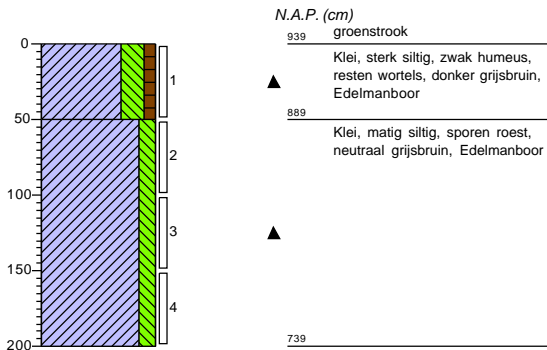 N.A.P. (cm)
0
939
groenstrook
1
Klei, sterk siltig, zwak humeus,
resten wortels, donker grijsbruin,
Edelmanboor
50
889
2
Klei, matig siltig, sporen roest,
neutraal grijsbruin, Edelmanboor
100
3
150
4
200
739